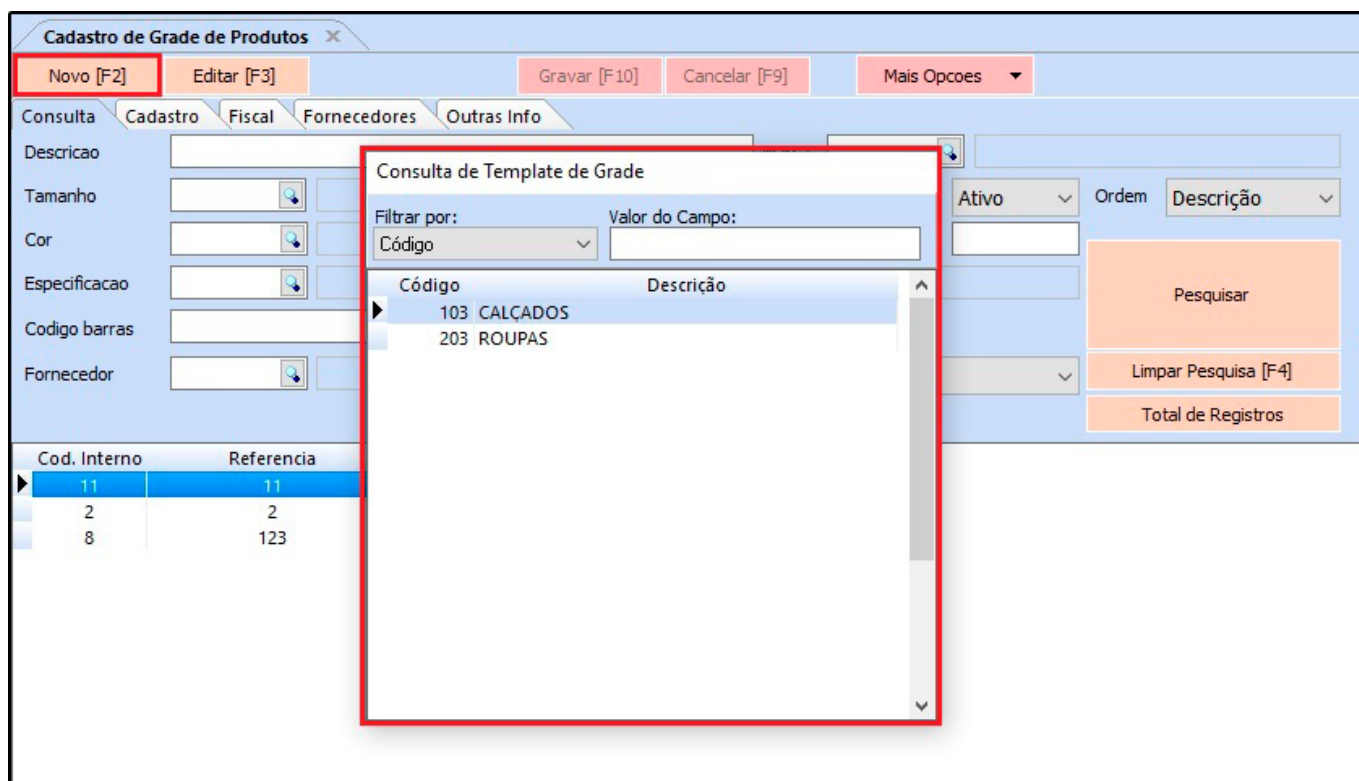 Cadastro de Grade de Produtos
Novo [F2] Editar [F3] Gravar [F10] Cancelar [F9] Mais Opcoes
Consulta Cadastro Fiscal Fornecedores Outras Info
Descricao
Consulta de Template de Grade
Tamanho Ativo Ordem Descrição
Filtrar por: Valor do Campo:
Cor Código
Especificacao Código Descrição Pesquisar
103 CALÇADOS
Codigo barras 203 ROUPAS
Fornecedor Limpar Pesquisa [F4]
Total de Registros
Cod. Interno Referencia
11 11
2 2
8 123